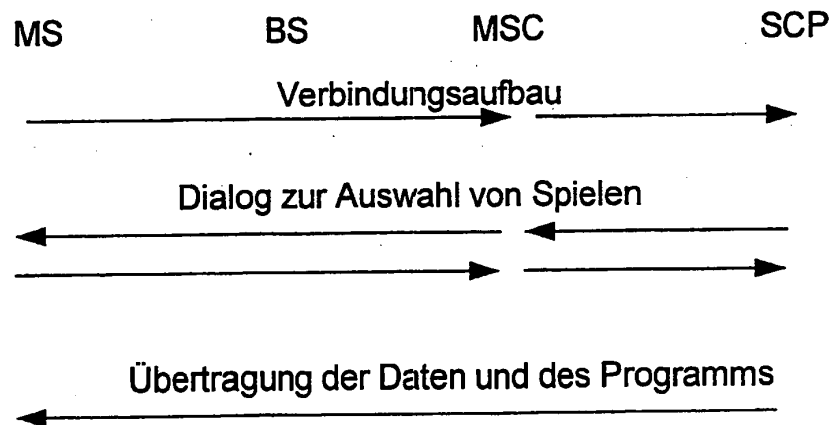 MS BS MSC SCP
Verbindungsaufbau
Dialog zur Auswahl von Spielen
Übertragung der Daten und des Programms